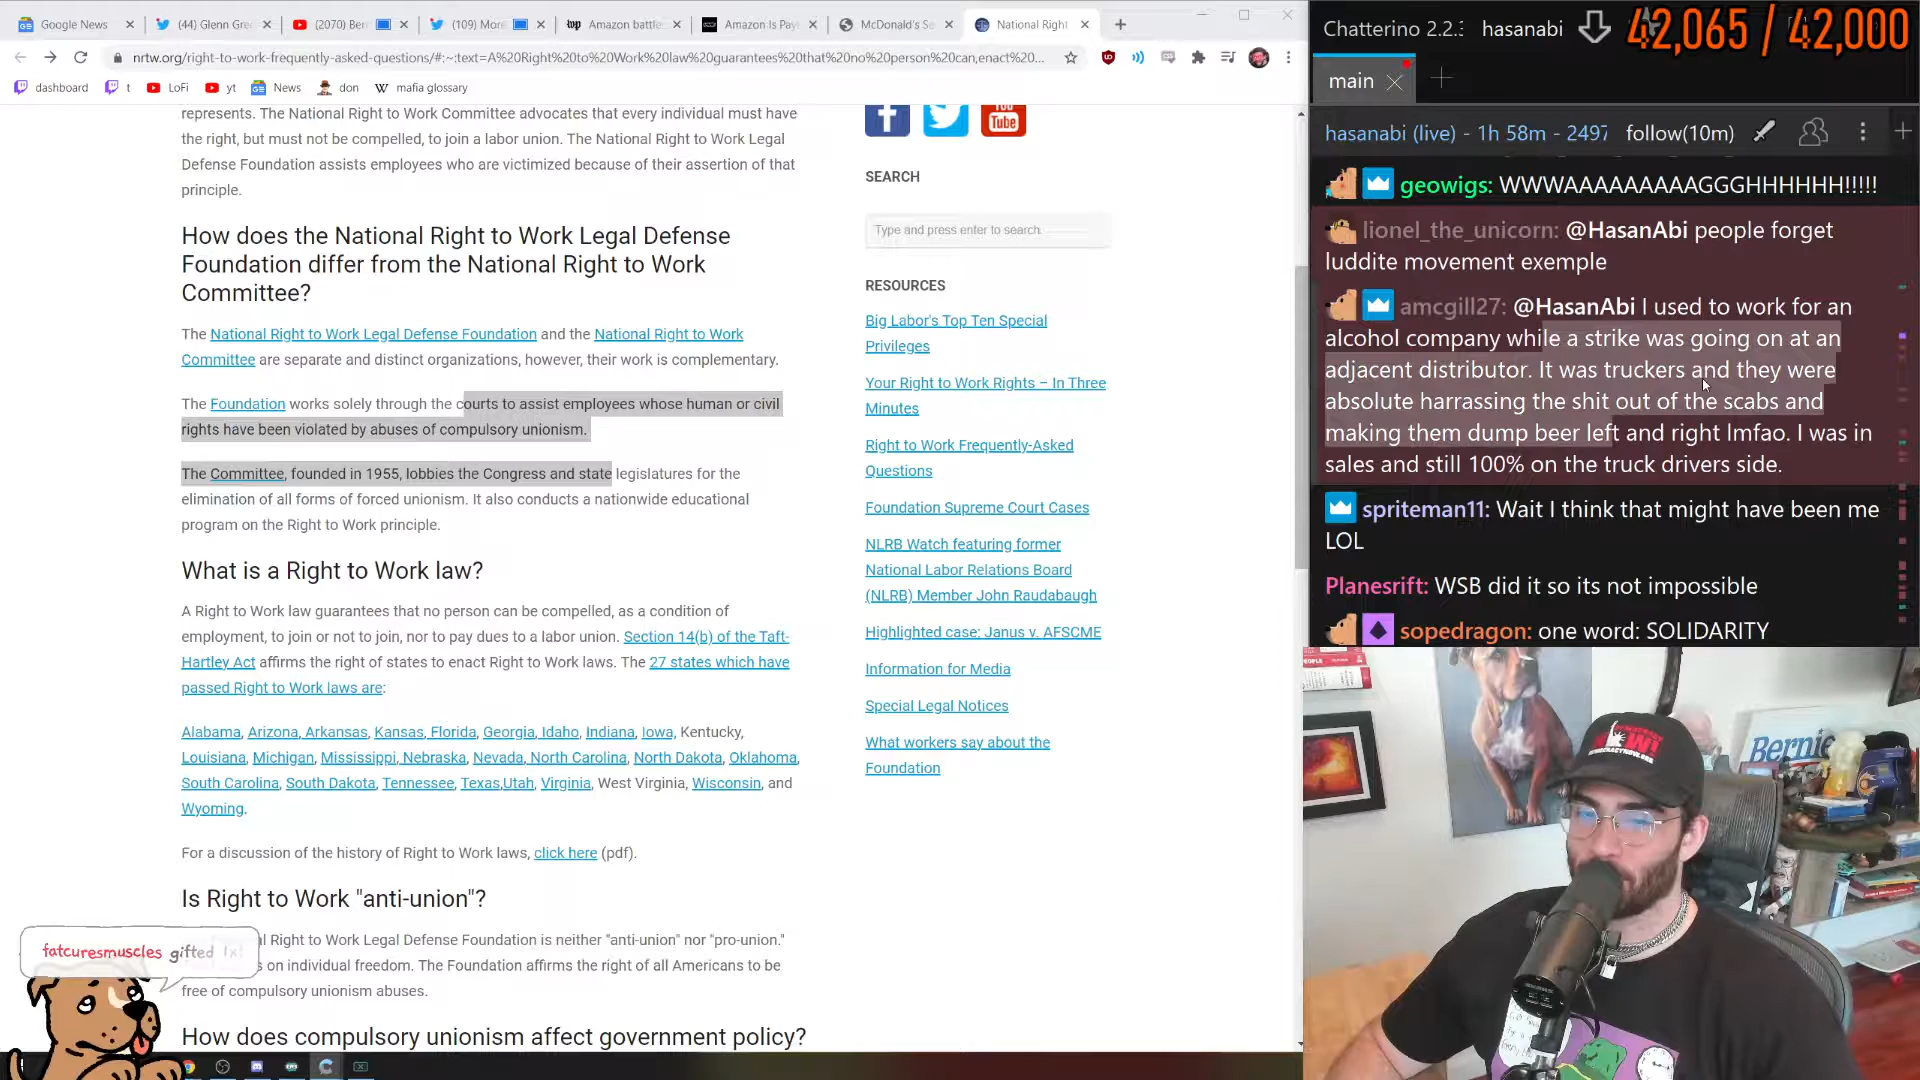 Google News
(44) Glenn Gre
(2070) Ber
(109) More
Amazon battle
Amazon Is Pay
McDonald's S
National Right
nrtw.org/right-to-work-frequently-asked-questions/#:~:text=A%20Right%20to%20Work%20law%20guarantees%20that%20no%20person%20can,enact%20...
dashboard
t
LoFi
yt
News
don
mafia glossary
represents. The National Right to Work Committee advocates that every individual must have
the right, but must not be compelled, to join a labor union. The National Right to Work Legal
Defense Foundation assists employees who are victimized because of their assertion of that
principle.
How does the National Right to Work Legal Defense
Foundation differ from the National Right to Work
Committee?
The National Right to Work Legal Defense Foundation and the National Right to Work
Committee are separate and distinct organizations, however, their work is complementary.
The Foundation works solely through the courts to assist employees whose human or civil
rights have been violated by abuses of compulsory unionism.
The Committee, founded in 1955, lobbies the Congress and state legislatures for the
elimination of all forms of forced unionism. It also conducts a nationwide educational
program on the Right to Work principle.
What is a Right to Work law?
A Right to Work law guarantees that no person can be compelled, as a condition of
employment, to join or not to join, nor to pay dues to a labor union. Section 14(b) of the Taft-
Hartley Act affirms the right of states to enact Right to Work laws. The 27 states which have
passed Right to Work laws are:
Alabama, Arizona, Arkansas, Kansas, Florida, Georgia, Idaho, Indiana, Iowa, Kentucky,
Louisiana, Michigan, Mississippi, Nebraska, Nevada, North Carolina, North Dakota, Oklahoma,
South Carolina, South Dakota, Tennessee, Texas,Utah, Virginia, West Virginia, Wisconsin, and
Wyoming.
For a discussion of the history of Right to Work laws, click here (pdf).
Is Right to Work "anti-union"?
l Right to Work Legal Defense Foundation is neither "anti-union" nor "pro-union."
on individual freedom. The Foundation affirms the right of all Americans to be
free of compulsory unionism abuses.
How does compulsory unionism affect government policy?
fatcuresmuscles gifted 1x!
You
Tube
SEARCH
Type and press enter to search
RESOURCES
Big Labor's Top Ten Special
Privileges
Your Right to Work Rights – In Three
Minutes
Right to Work Frequently-Asked
Questions
Foundation Supreme Court Cases
NLRB Watch featuring former
National Labor Relations Board
(NLRB) Member John Raudabaugh
Highlighted case: Janus v. AFSCME
Information for Media
Special Legal Notices
What workers say about the
Foundation
Chatterino 2.2.
hasanabi
42,065 / 42,000
main
hasanabi (live) - 1h 58m - 2497
follow(10m)
geowigs: WWWAAAAAAAAAGGGHHHHHH!!!!!
lionel_the_unicorn: @HasanAbi people forget
luddite movement exemple
amcgill27: @HasanAbi I used to work for an
alcohol company while a strike was going on at an
adjacent distributor. It was truckers and they were
absolute harrassing the shit out of the scabs and
making them dump beer left and right lmfao. I was in
sales and still 100% on the truck drivers side.
spriteman11: Wait I think that might have been me
LOL
Planesrift: WSB did it so its not impossible
sopedragon: one word: SOLIDARITY
Bernie